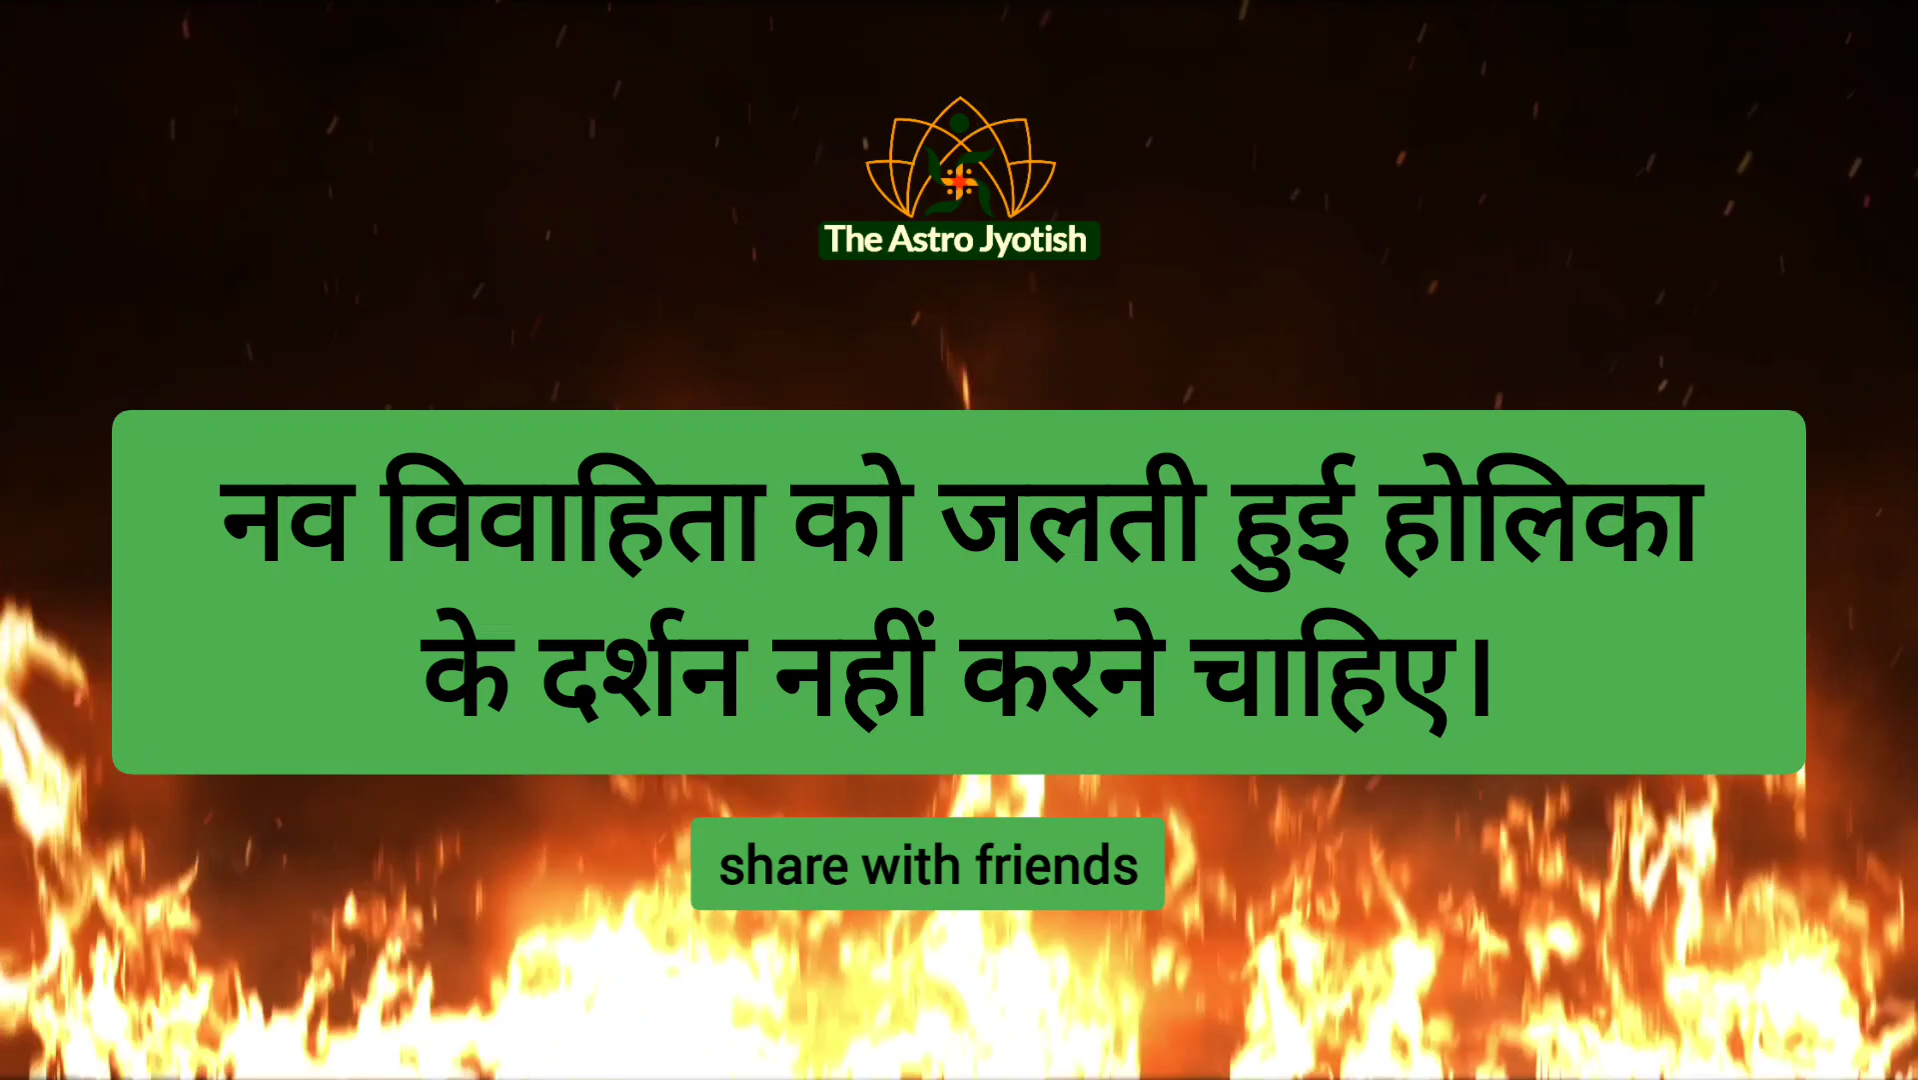 The Astro Jyotish
नव विवाहिता को जलती हुई होलिका
के दर्शन नहीं करने चाहिए।
share with friends